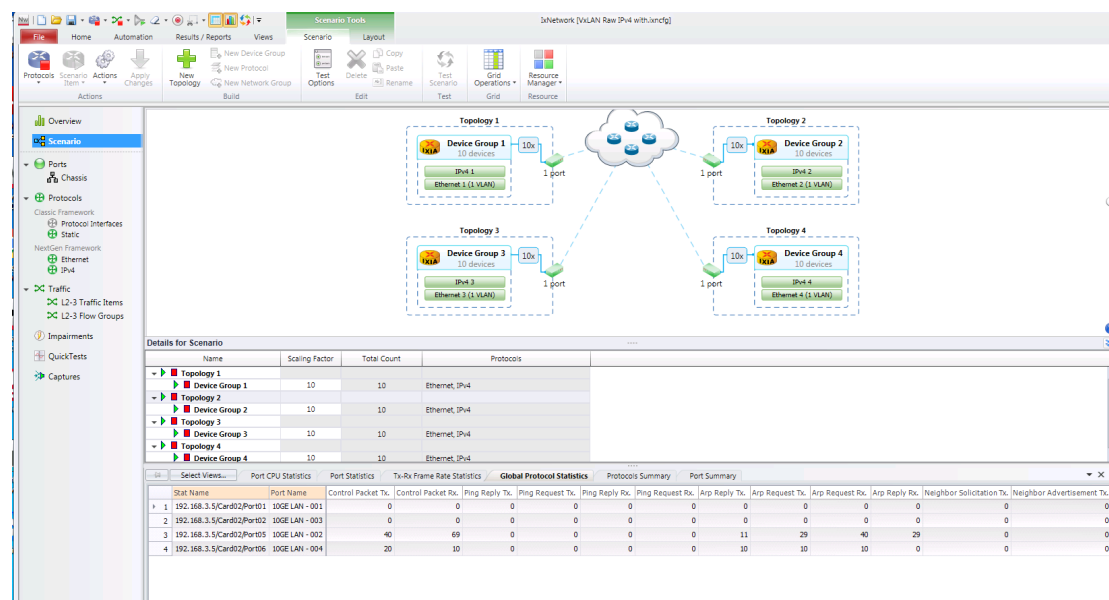 Scenario Tools
IxNetwork [VxLAN Raw IPv4 with.ixncfg]
File Home Automation Results / Reports Views Scenario Layout
Protocols
Scenario Item
Actions
Apply Changes
Actions
New Topology
New Device Group
New Protocol
New Network Group
Build
Test Options
Delete
Copy
Paste
Rename
Edit
Test Scenario
Test
Grid Operations
Grid
Resource Manager
Resource
Overview
Scenario
Ports
Chassis
Protocols
Classic Framework
Protocol Interfaces
Static
NextGen Framework
Ethernet
IPv4
Traffic
L2-3 Traffic Items
L2-3 Flow Groups
Impairments
QuickTests
Captures
Topology 1
IXIA
Device Group 1
10 devices
10x
IPv4 1
Ethernet 1 (1 VLAN)
1 port
Topology 2
10x
IXIA
Device Group 2
10 devices
IPv4 2
Ethernet 2 (1 VLAN)
1 port
Topology 3
IXIA
Device Group 3
10 devices
10x
IPv4 3
Ethernet 3 (1 VLAN)
1 port
Topology 4
10x
IXIA
Device Group 4
10 devices
IPv4 4
Ethernet 4 (1 VLAN)
1 port
Details for Scenario
Name Scaling Factor Total Count Protocols
Topology 1
Device Group 1 10 10 Ethernet, IPv4
Topology 2
Device Group 2 10 10 Ethernet, IPv4
Topology 3
Device Group 3 10 10 Ethernet, IPv4
Topology 4
Device Group 4 10 10 Ethernet, IPv4
Select Views... Port CPU Statistics Port Statistics Tx-Rx Frame Rate Statistics Global Protocol Statistics Protocols Summary Port Summary
Stat Name Port Name Control Packet Tx. Control Packet Rx. Ping Reply Tx. Ping Request Tx. Ping Reply Rx. Ping Request Rx. Arp Reply Tx. Arp Request Tx. Arp Request Rx. Arp Reply Rx. Neighbor Solicitation Tx. Neighbor Advertisement Tx.
1 192.168.3.5/Card02/Port01 10GE LAN - 001 0 0 0 0 0 0 0 0 0 0 0 0
2 192.168.3.5/Card02/Port02 10GE LAN - 003 0 0 0 0 0 0 0 0 0 0 0 0
3 192.168.3.5/Card02/Port05 10GE LAN - 002 40 69 0 0 0 0 11 29 40 29 0 0
4 192.168.3.5/Card02/Port06 10GE LAN - 004 20 10 0 0 0 0 10 10 10 0 0 0